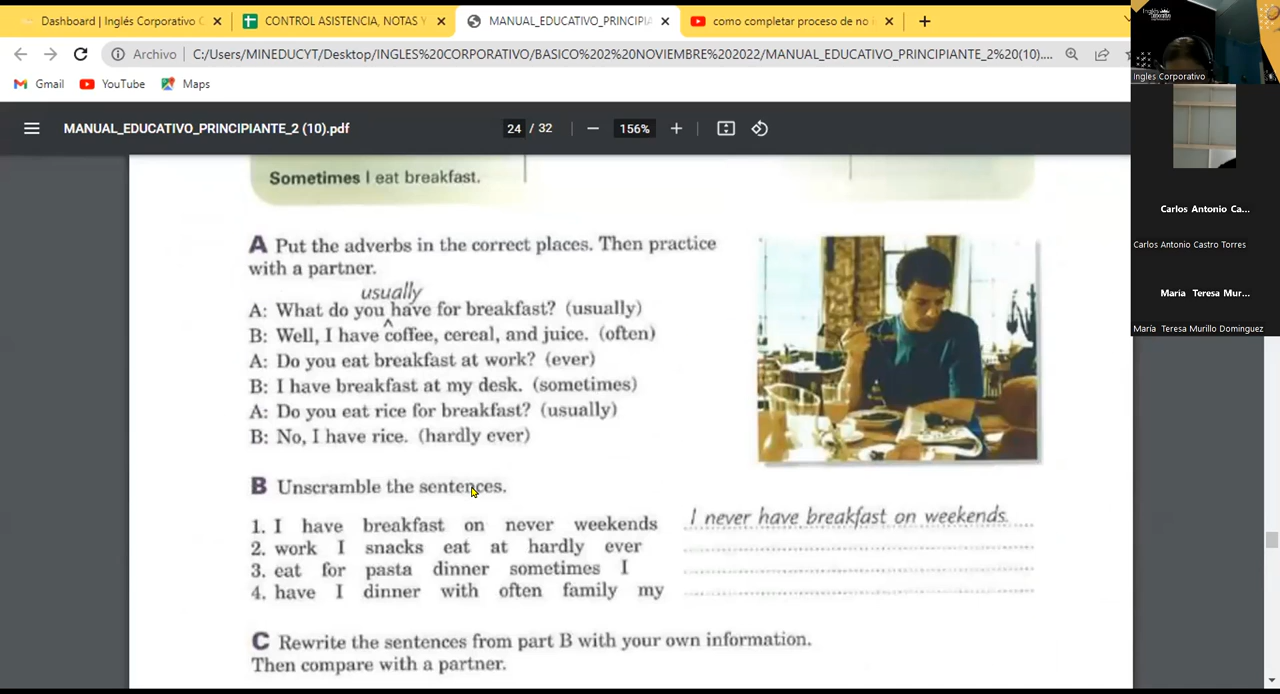 Dashboard | Inglés Corporativo C
CONTROL ASISTENCIA, NOTAS Y
MANUAL_EDUCATIVO_PRINCIPIA
como completar proceso de no i
Archivo
C:/Users/MINEDUCYT/Desktop/INGLES%20CORPORATIVO/BASICO%202%20NOVIEMBRE%202022/MANUAL_EDUCATIVO_PRINCIPIANTE_2%20(10)....
Gmail
YouTube
Maps
MANUAL_EDUCATIVO_PRINCIPIANTE_2 (10).pdf
24 / 32
156%
Sometimes I eat breakfast.
A Put the adverbs in the correct places. Then practice
with a partner.
usually
A: What do you have for breakfast? (usually)
B: Well, I have coffee, cereal, and juice. (often)
A: Do you eat breakfast at work? (ever)
B: I have breakfast at my desk. (sometimes)
A: Do you eat rice for breakfast? (usually)
B: No, I have rice. (hardly ever)
B Unscramble the sentences.
1. I have breakfast on never weekends
I never have breakfast on weekends.
2. work I snacks eat at hardly ever
3. eat for pasta dinner sometimes I
4. have I dinner with often family my
C Rewrite the sentences from part B with your own information.
Then compare with a partner.
Ingles Corporativo
Carlos Antonio Ca...
Carlos Antonio Castro Torres
María Teresa Mur...
María Teresa Murillo Dominguez